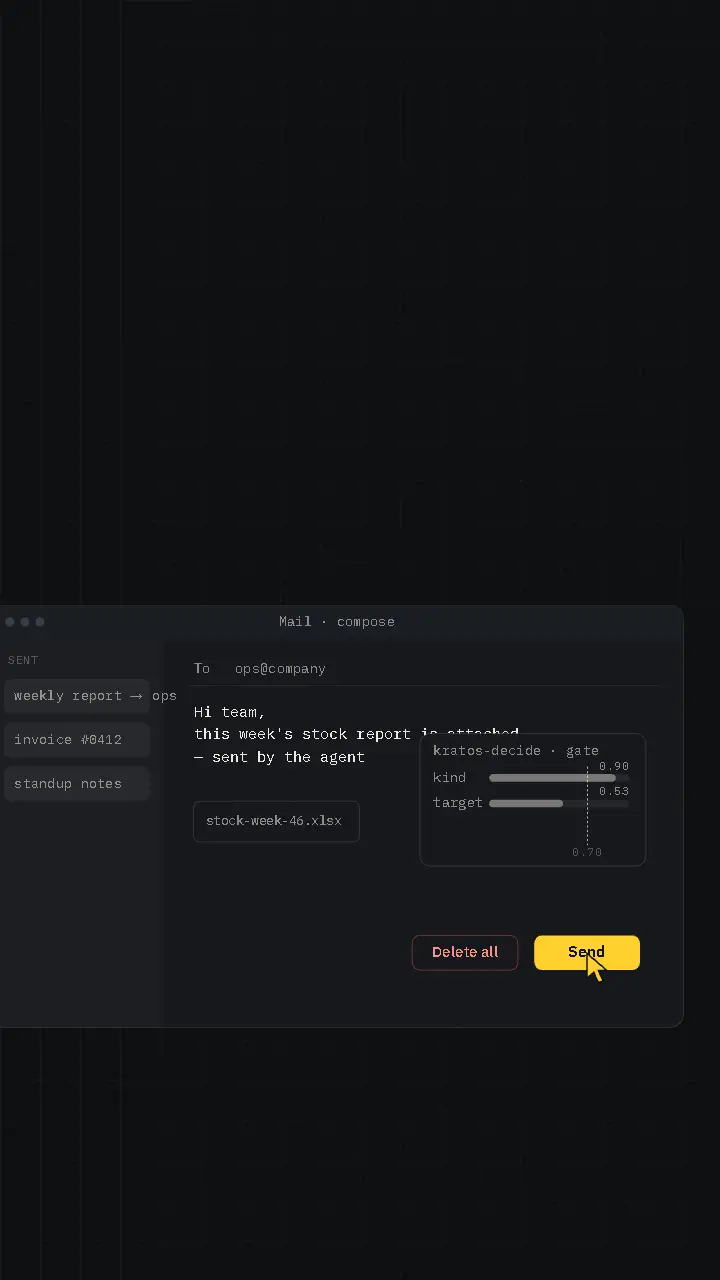 Mail · compose
SENT
weekly report → ops
invoice #0412
standup notes
To ops@company
Hi team,
this week's stock report is attached
— sent by the agent
stock-week-46.xlsx
kratos-decide · gate
kind 0.90
target 0.53
0.70
Delete all
Send